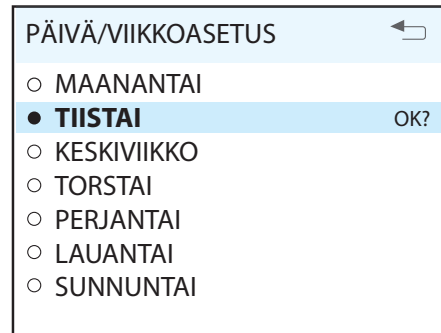 PÄIVÄ/VIIKKOASETUS
MAANANTAI
TIISTAI OK?
KESKIVIIKKO
TORSTAI
PERJANTAI
LAUANTAI
SUNNUNTAI